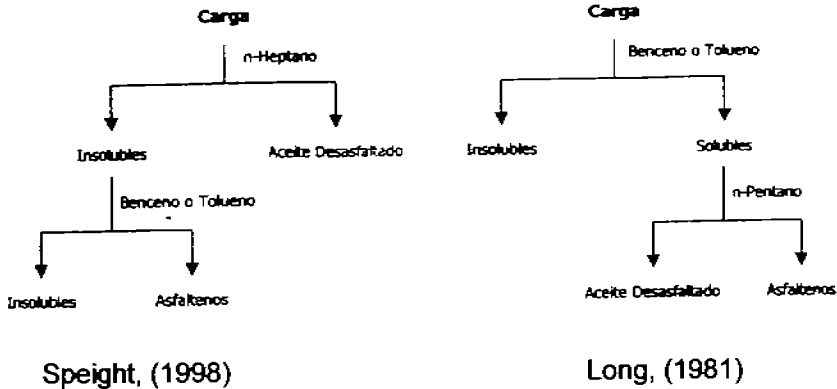 Carga
n-Heptano
Insolubles
Aceite Desasfaltado
Benceno o Tolueno
Insolubles
Asfaltenos
Speight, (1998)
Carga
Benceno o Tolueno
Insolubles
Solubles
n-Pentano
Aceite Desasfaltado
Asfaltenos
Long, (1981)